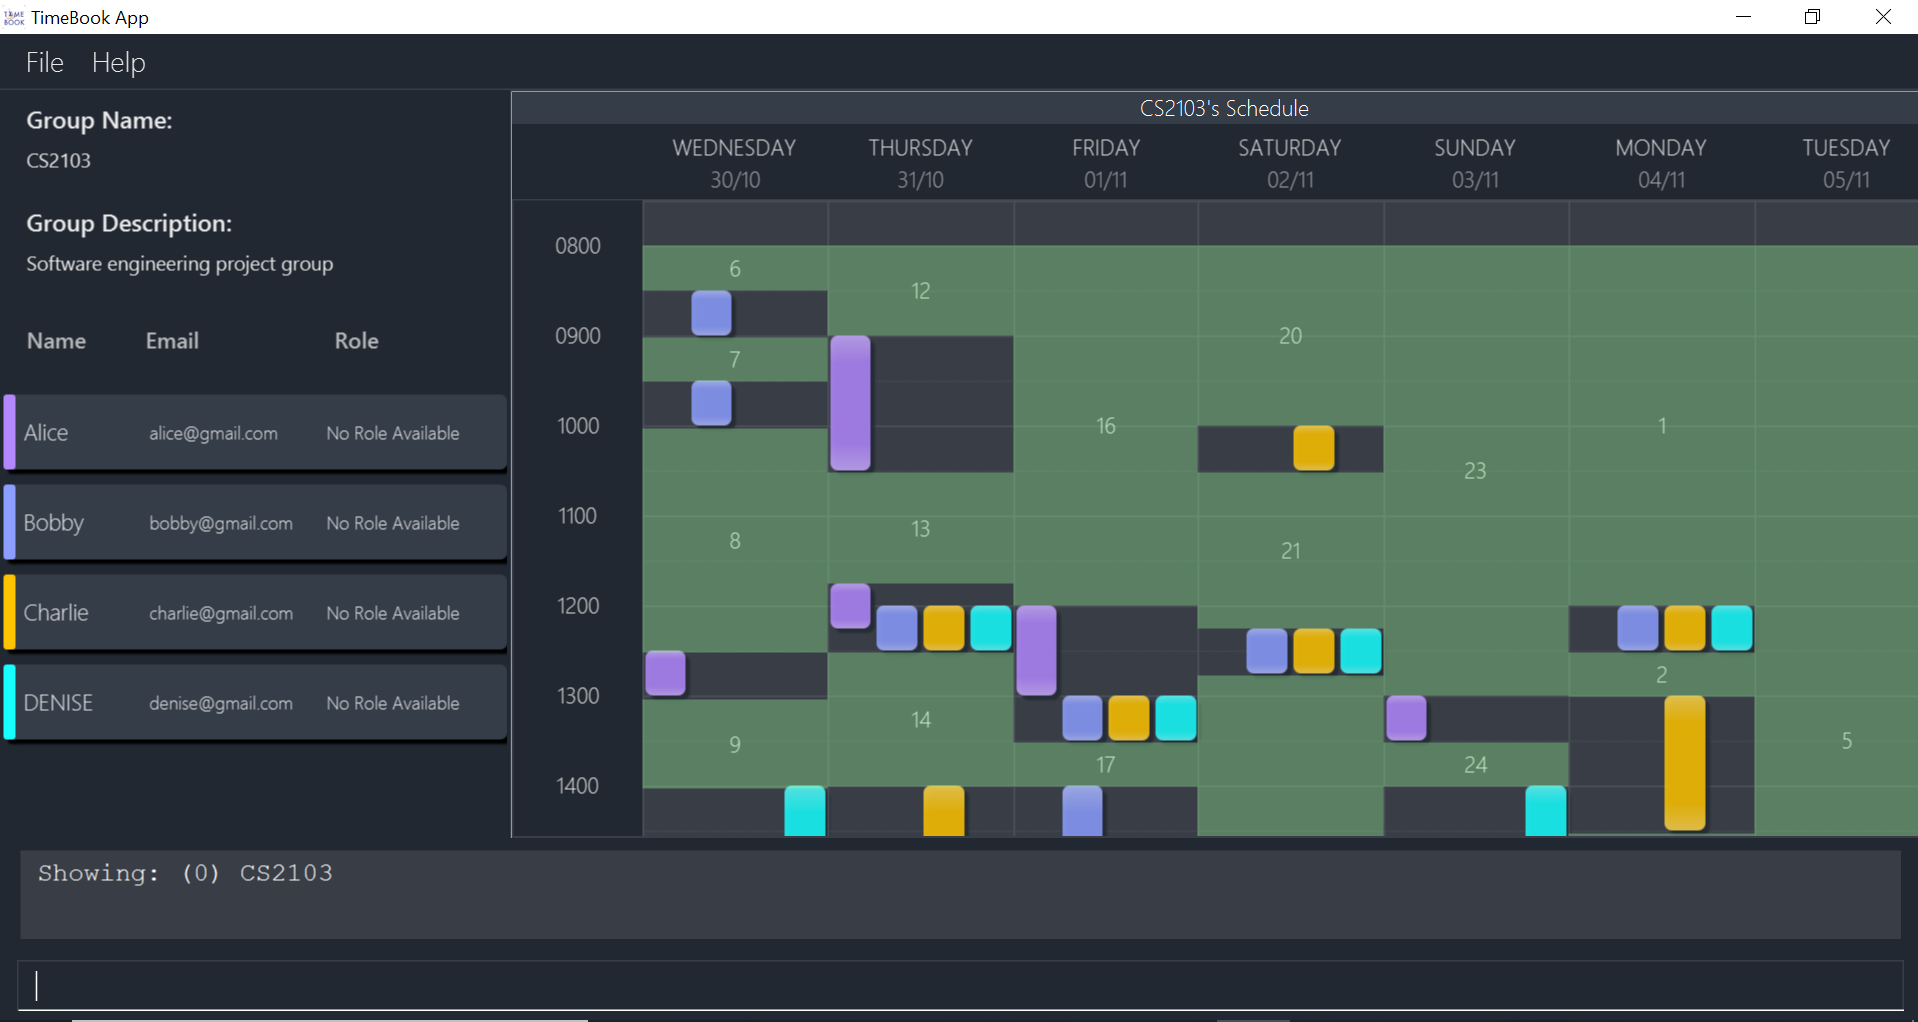 TIME
BOOK
TimeBook App
File Help
Group Name:
CS2103
Group Description:
Software engineering project group
Name Email Role
Alice alice@gmail.com No Role Available
Bobby bobby@gmail.com No Role Available
Charlie charlie@gmail.com No Role Available
DENISE denise@gmail.com No Role Available
CS2103's Schedule
WEDNESDAY THURSDAY FRIDAY SATURDAY SUNDAY MONDAY TUESDAY
30/10 31/10 01/11 02/11 03/11 04/11 05/11
0800
6
12
0900
20
7
1000
16
1
23
1100
13
8
21
1200
2
1300
14
9
5
17
24
1400
Showing: (0) CS2103